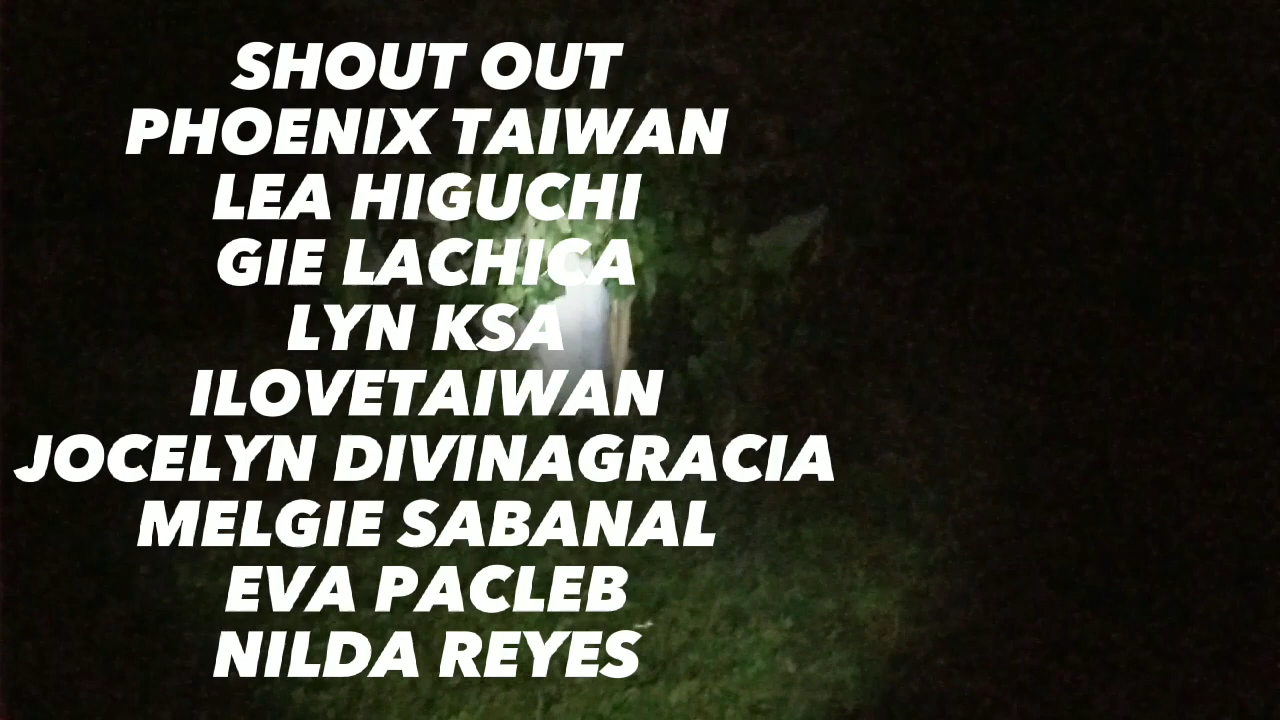 SHOUT OUT
PHOENIX TAIWAN
LEA HIGUCHI
GIE LACHICA
LYN KSA
ILOVETAIWAN
JOCELYN DIVINAGRACIA
MELGIE SABANAL
EVA PACLEB
NILDA REYES